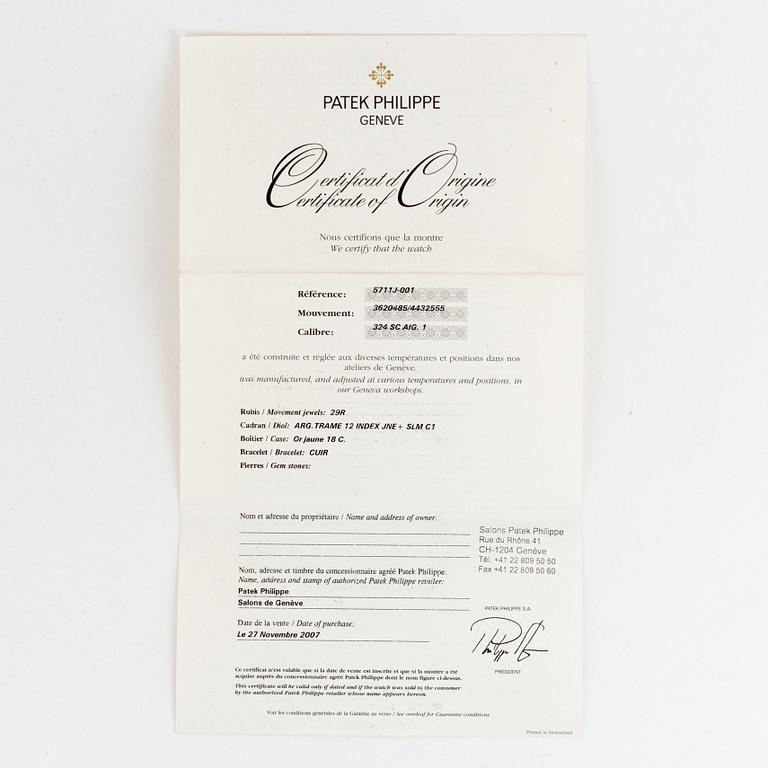 PATEK PHILIPPE
GENEVE
Certificat d'Origine
Certificate of Origin
Nous certifions que la montre
We certify that the watch
Référence: 5711J-001
Mouvement: 3620485/4432555
Calibre: 324 SC AIG. 1
a été construite et réglée aux diverses températures et positions dans nos
ateliers de Genève.
was manufactured, and adjusted at various temperatures and positions, in
our Geneva workshops.
Rubis / Movement jewels: 29R
Cadran / Dial: ARG. TRAME 12 INDEX JNE+ SLM C1
Boîtier / Case: Or jaune 18 C.
Bracelet / Bracelet: CUIR
Pierres / Gem stones:
Nom et adresse du propriétaire / Name and address of owner:
Salons Patek Philippe
Rue du Rhône 41
CH-1204 Genève
Tél. +41 22 809 50 50
Fax +41 22 809 50 60
Nom, adresse et timbre du concessionnaire agréé Patek Philippe:
Name, address and stamp of authorized Patek Philippe retailer:
Patek Philippe
Salons de Genève
Date de la vente / Date of purchase:
Le 27 Novembre 2007
PATEK PHILIPPE S.A.
PRÉSIDENT
Ce certificat n'est valable que si la date de vente est inscrite et que si la montre a été
acquise auprès du concessionnaire agréé Patek Philippe dont le nom figure ci-dessus.
This certificate will be valid only if dated and if the watch was sold to the consumer
by the authorized Patek Philippe retailer whose name appears hereon.
Voir les conditions générales de la Garantie au verso / See overleaf for Guarantee conditions
Printed in Switzerland